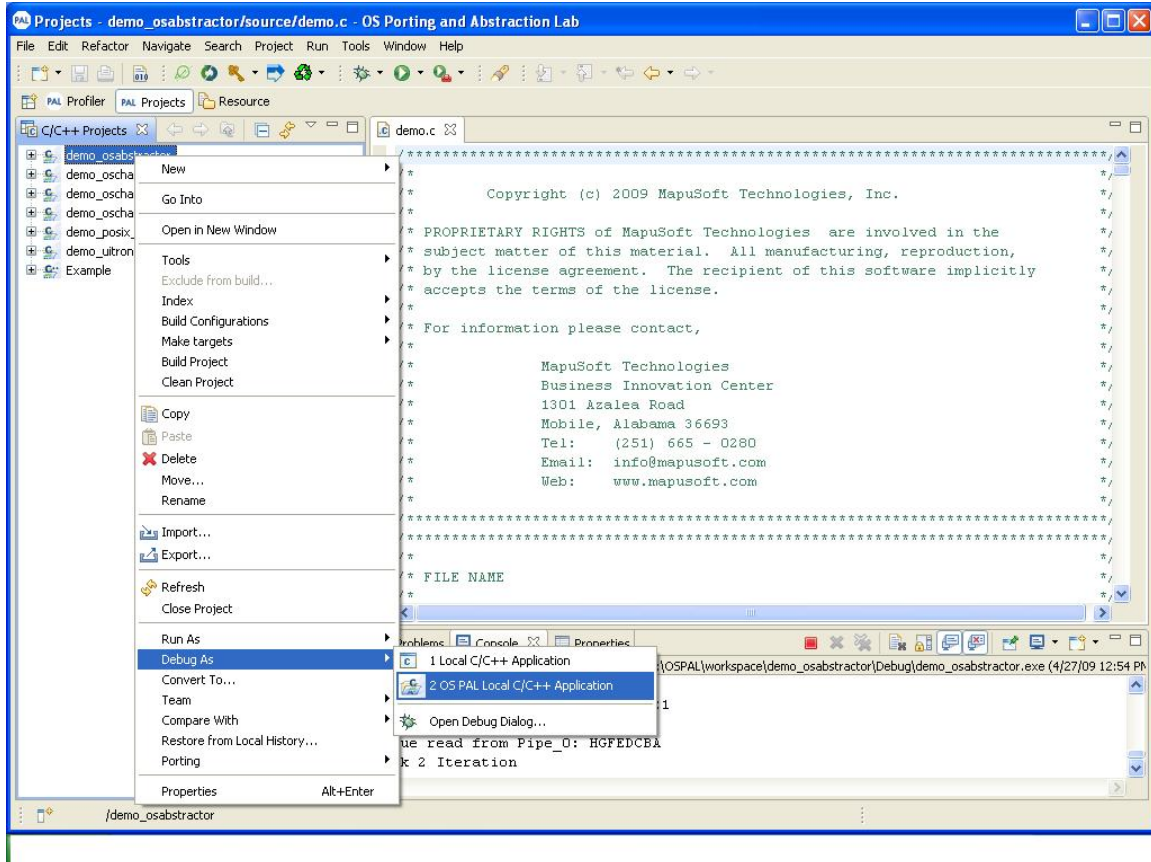 Projects - demo_osabstractor/source/demo.c - OS Porting and Abstraction Lab
File Edit Refactor Navigate Search Project Run Tools Window Help
PAL Profiler PAL Projects Resource
C/C++ Projects
demo.c
demo_osabstractor
demo_oscha
demo_oscha
demo_oscha
demo_posix_
demo_uitron
Example
New
Go Into
Open in New Window
Tools
Exclude from build...
Index
Build Configurations
Make targets
Build Project
Clean Project
Copy
Paste
Delete
Move...
Rename
Import...
Export...
Refresh
Close Project
Run As
Debug As
Convert To...
Team
Compare With
Restore from Local History...
Porting
Properties Alt+Enter
1 Local C/C++ Application
2 OS PAL Local C/C++ Application
Open Debug Dialog...
/*****************************************************************************/
/* */
/* Copyright (c) 2009 MapuSoft Technologies, Inc. */
/* */
/* PROPRIETARY RIGHTS of MapuSoft Technologies are involved in the */
/* subject matter of this material. All manufacturing, reproduction, */
/* by the license agreement. The recipient of this software implicitly */
/* accepts the terms of the license. */
/* */
/* For information please contact, */
/* */
/* MapuSoft Technologies */
/* Business Innovation Center */
/* 1301 Azalea Road */
/* Mobile, Alabama 36693 */
/* Tel: (251) 665 - 0280 */
/* Email: info@mapusoft.com */
/* Web: www.mapusoft.com */
/* */
/*****************************************************************************/
/*****************************************************************************/
/* */
/* FILE NAME */
/* */
Problems Console Properties
:\OSPAL\workspace\demo_osabstractor\Debug\demo_osabstractor.exe (4/27/09 12:54 PM
:1
ue read from Pipe_0: HGFEDCBA
k 2 Iteration
/demo_osabstractor